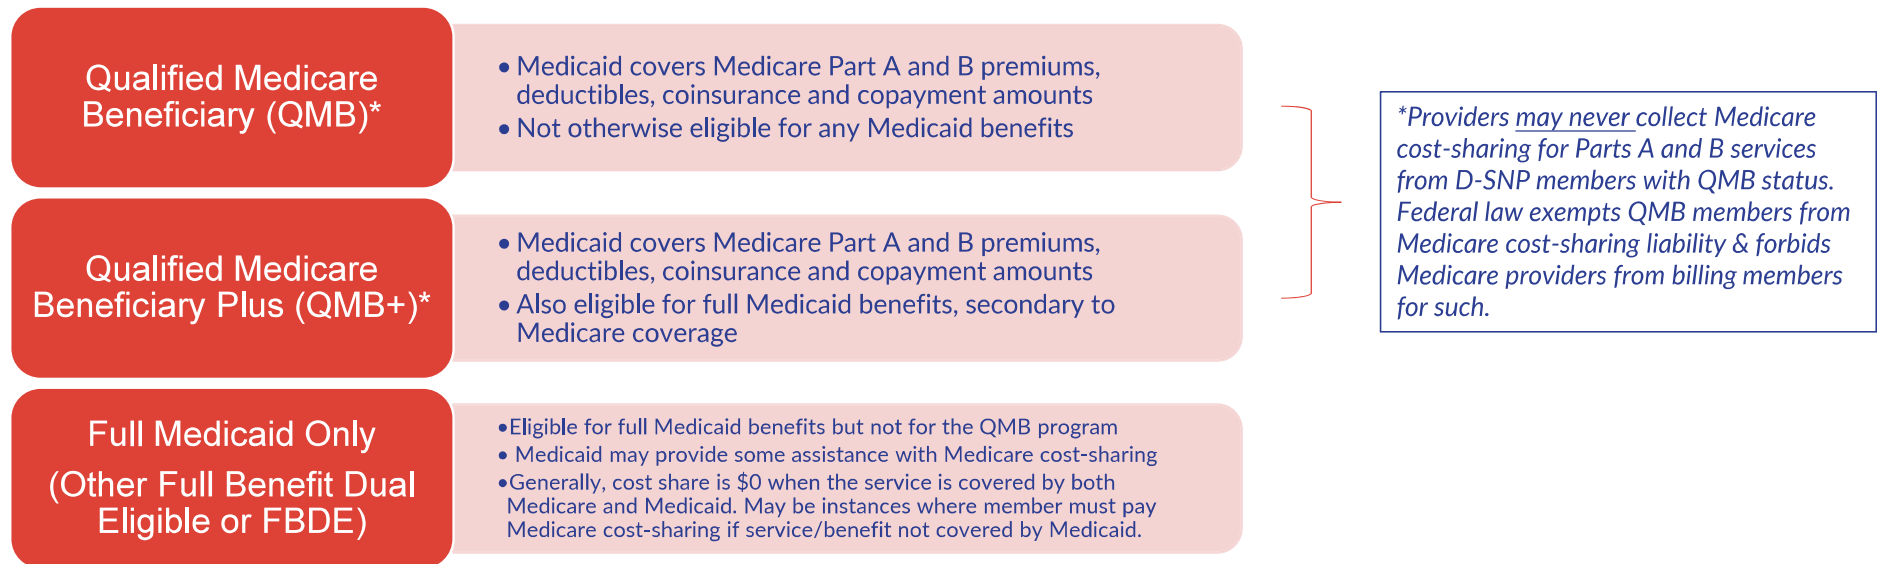 Qualified Medicare
Beneficiary (QMB)*
• Medicaid covers Medicare Part A and B premiums,
deductibles, coinsurance and copayment amounts
• Not otherwise eligible for any Medicaid benefits
Qualified Medicare
Beneficiary Plus (QMB+)*
• Medicaid covers Medicare Part A and B premiums,
deductibles, coinsurance and copayment amounts
• Also eligible for full Medicaid benefits, secondary to
Medicare coverage
Full Medicaid Only
(Other Full Benefit Dual
Eligible or FBDE)
•Eligible for full Medicaid benefits but not for the QMB program
• Medicaid may provide some assistance with Medicare cost-sharing
•Generally, cost share is $0 when the service is covered by both
Medicare and Medicaid. May be instances where member must pay
Medicare cost-sharing if service/benefit not covered by Medicaid.
*Providers may never collect Medicare
cost-sharing for Parts A and B services
from D-SNP members with QMB status.
Federal law exempts QMB members from
Medicare cost-sharing liability & forbids
Medicare providers from billing members
for such.